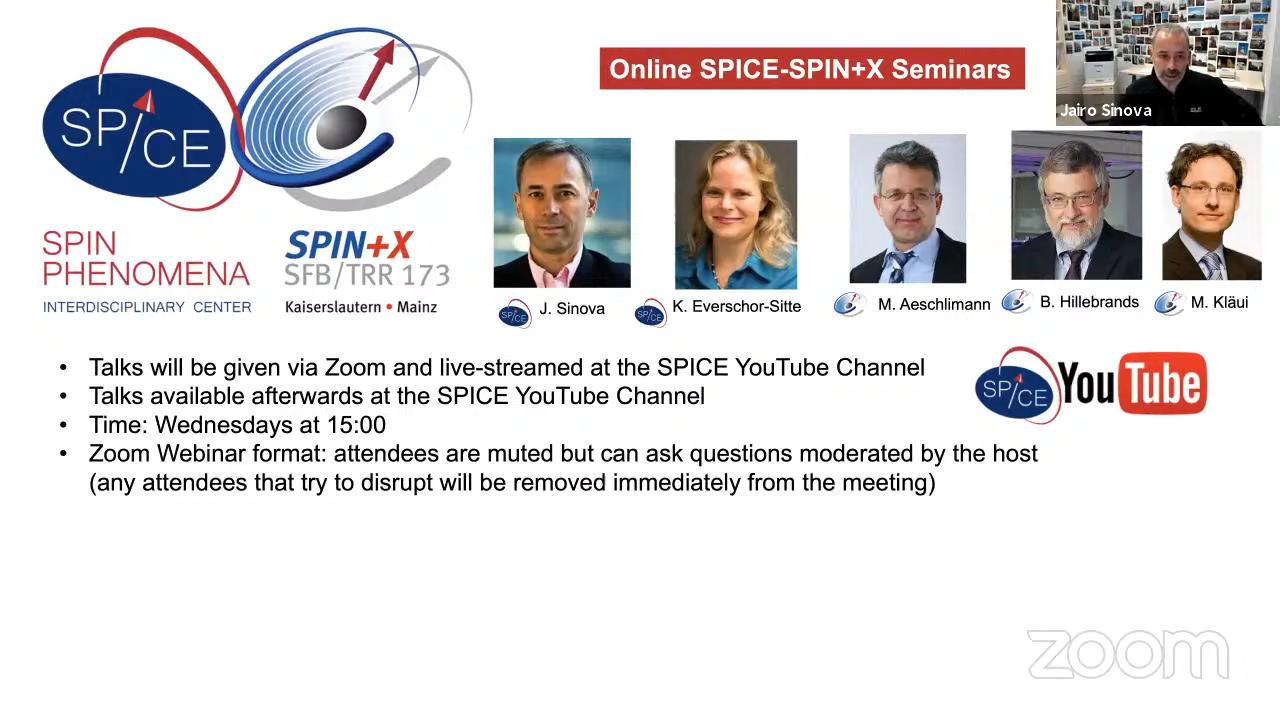 Online SPICE-SPIN+X Seminars
Jairo Sinova
SPICE
SPIN
PHENOMENA
INTERDISCIPLINARY CENTER
SPIN+X
SFB/TRR 173
Kaiserslautern • Mainz
SPICE
J. Sinova
SPICE
K. Everschor-Sitte
M. Aeschlimann
B. Hillebrands
M. Kläui
• Talks will be given via Zoom and live-streamed at the SPICE YouTube Channel
• Talks available afterwards at the SPICE YouTube Channel
• Time: Wednesdays at 15:00
• Zoom Webinar format: attendees are muted but can ask questions moderated by the host
(any attendees that try to disrupt will be removed immediately from the meeting)
SPICE
YouTube
zoom